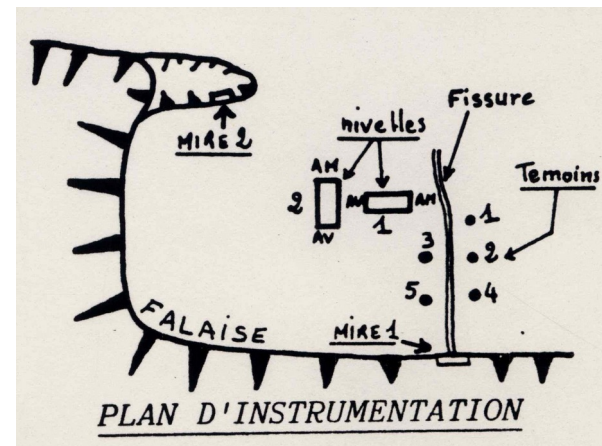 Fissure
nivelles
MIRE 2
Temoins
AM
2
AV
AV
AM
1
1
3
2
5
4
MIRE 1
FALAISE
PLAN D'INSTRUMENTATION